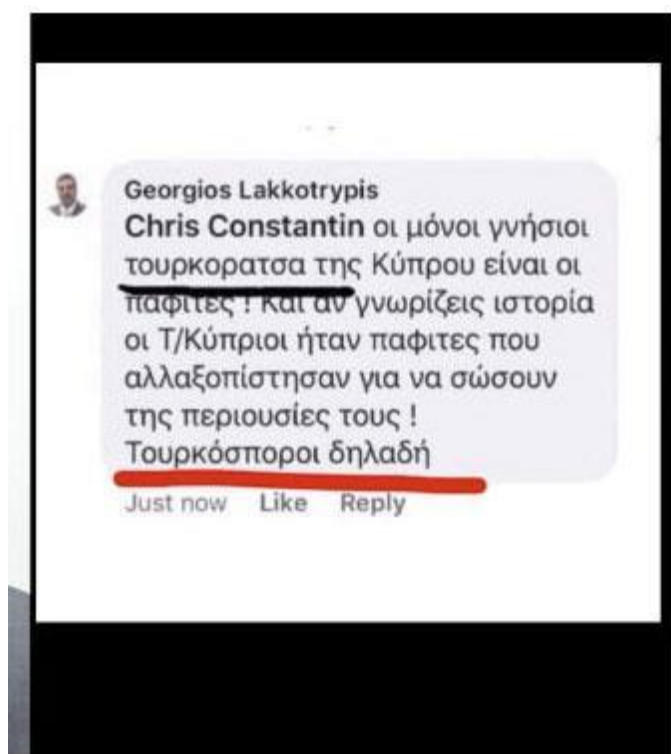 Georgios Lakkotrypis
Chris Constantin οι μόνοι γνήσιοι
τουρκορατσα της Κύπρου είναι οι
παφιτες ! Και αν γνωρίζεις ιστορία
οι Τ/Κύπριοι ήταν παφιτες που
αλλαξοπίστησαν για να σώσουν
της περιουσίες τους !
Τουρκόσποροι δηλαδή
Just now Like Reply